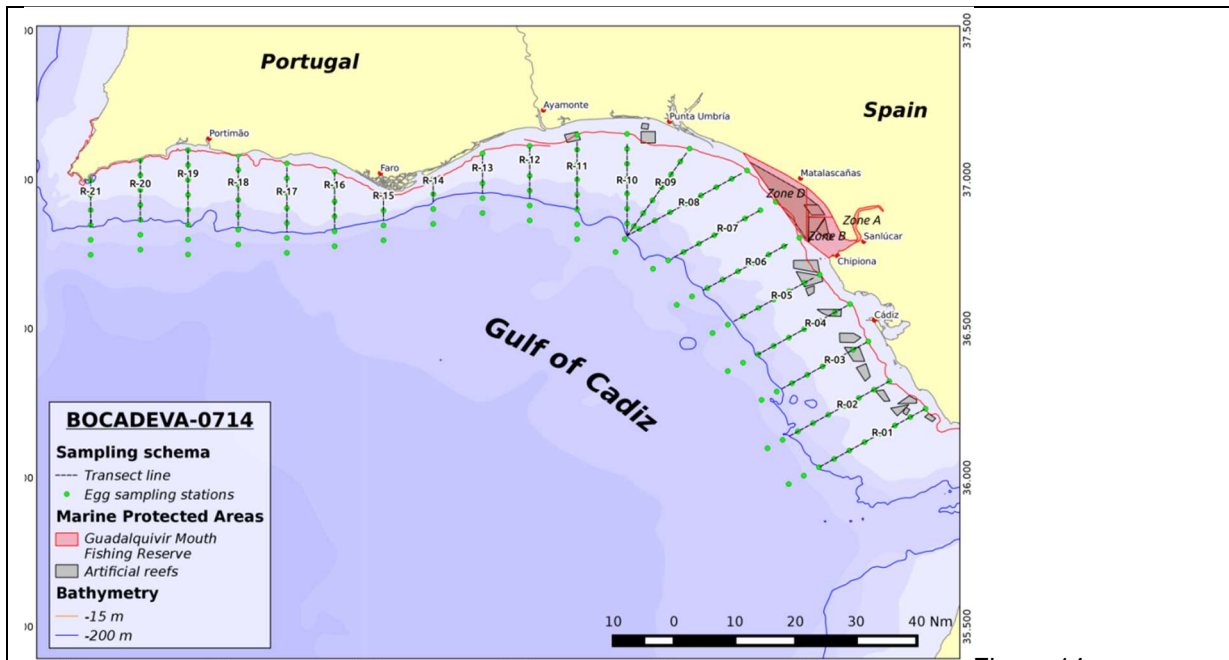 37.500
Portugal
Spain
Ayamonte
Punta Umbría
Portimão
Matalascañas
Faro
Zone D
Zone A
Zone B
Sanlúcar
Chipiona
Cádiz
37.0000
36.5000
36.000
35.500
R-21
R-20
R-19
R-18
R-17
R-16
R-15
R-14
R-13
R-12
R-11
R-10
R-09
R-08
R-07
R-06
R-05
R-04
R-03
R-02
R-01
Gulf of Cadiz
BOCADEVA-0714
Sampling schema
Transect line
Egg sampling stations
Marine Protected Areas
Guadalquivir Mouth
Fishing Reserve
Artificial reefs
Bathymetry
-15 m
-200 m
10 0 10 20 30 40 Nm